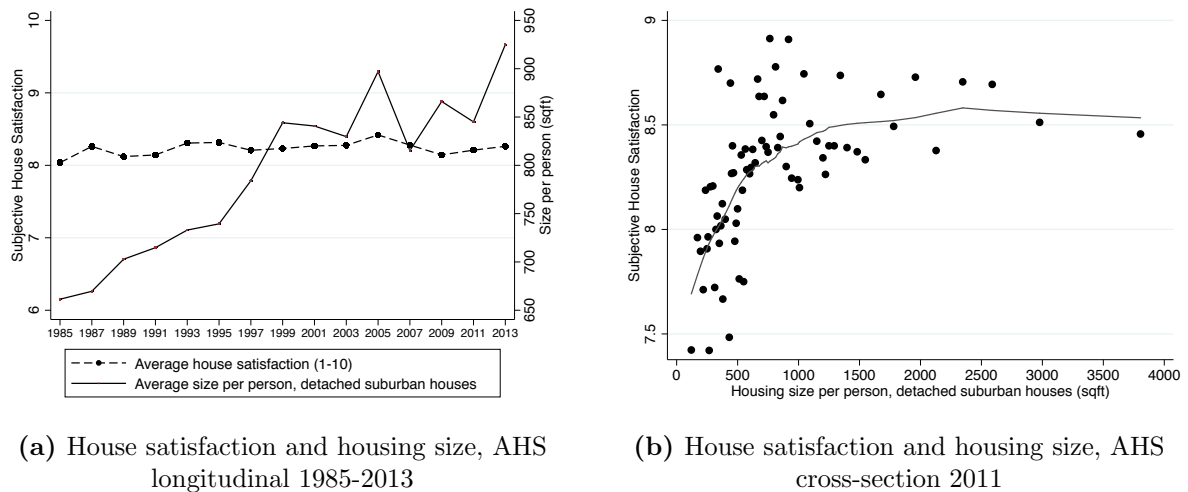 10
9
8
7
6
Subjective House Satisfaction
950
900
850
800
750
700
650
Size per person (sqft)
1985 1987 1989 1991 1993 1995 1997 1999 2001 2003 2005 2007 2009 2011 2013
Average house satisfaction (1-10)
Average size per person, detached suburban houses
(a) House satisfaction and housing size, AHS
longitudinal 1985-2013
9
8.5
8
7.5
Subjective House Satisfaction
0 500 1000 1500 2000 2500 3000 3500 4000
Housing size per person, detached suburban houses (sqft)
(b) House satisfaction and housing size, AHS
cross-section 2011